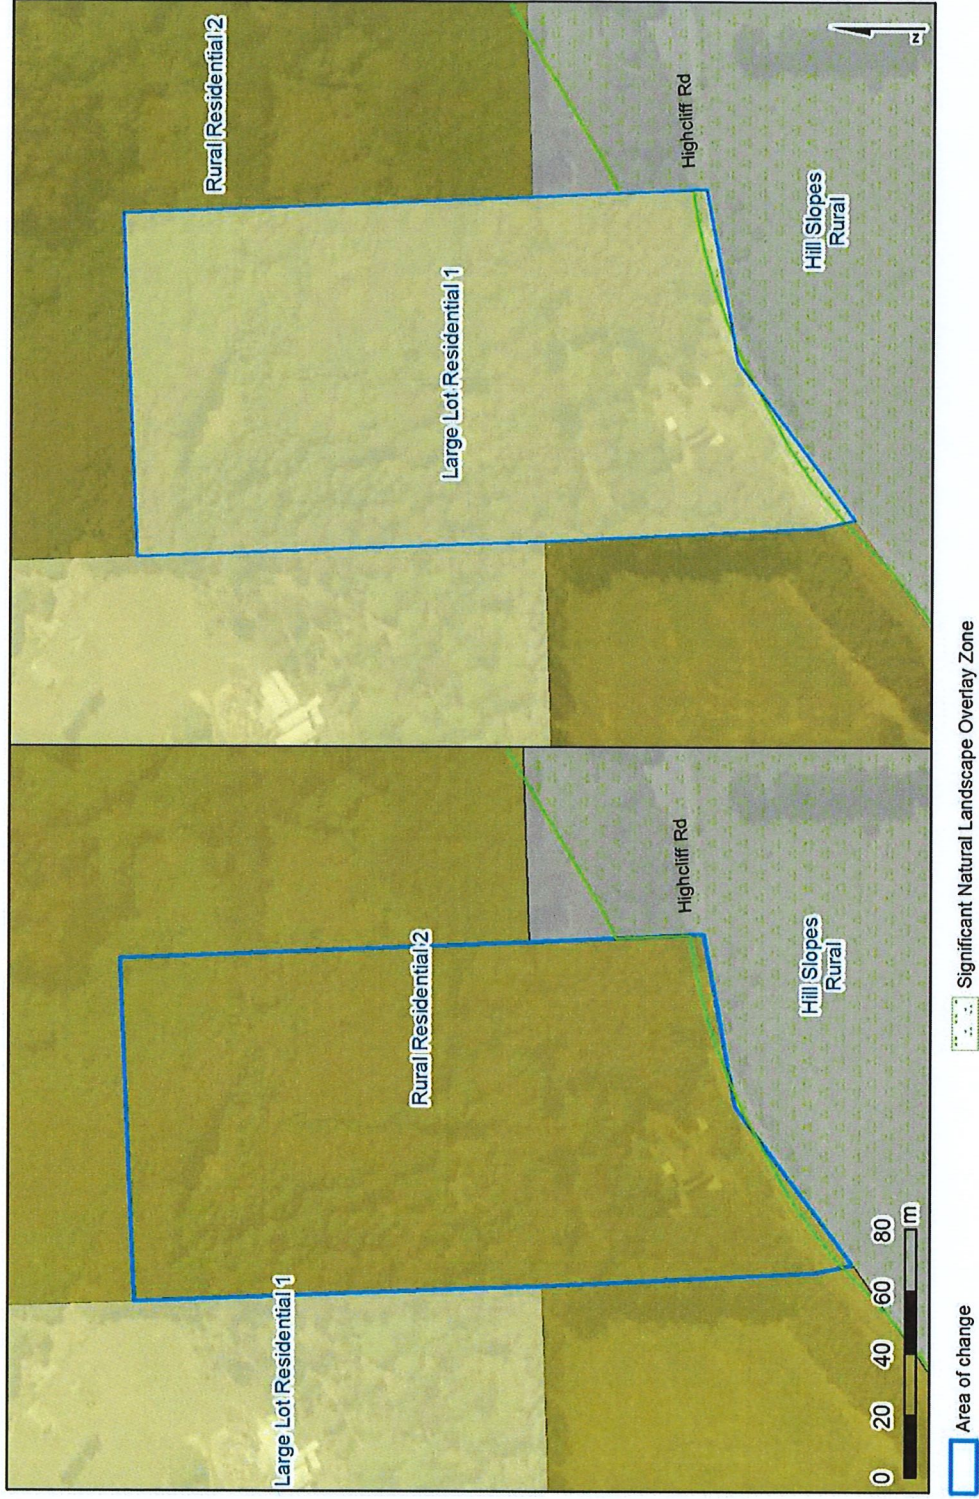 Large Lot Residential 1
Rural Residential 2
Highcliff Rd
Hill Slopes
Rural
0 20 40 60 80
m
Rural Residential 2
Large Lot Residential 1
Highcliff Rd
Hill Slopes
Rural
N
Area of change
Significant Natural Landscape Overlay Zone